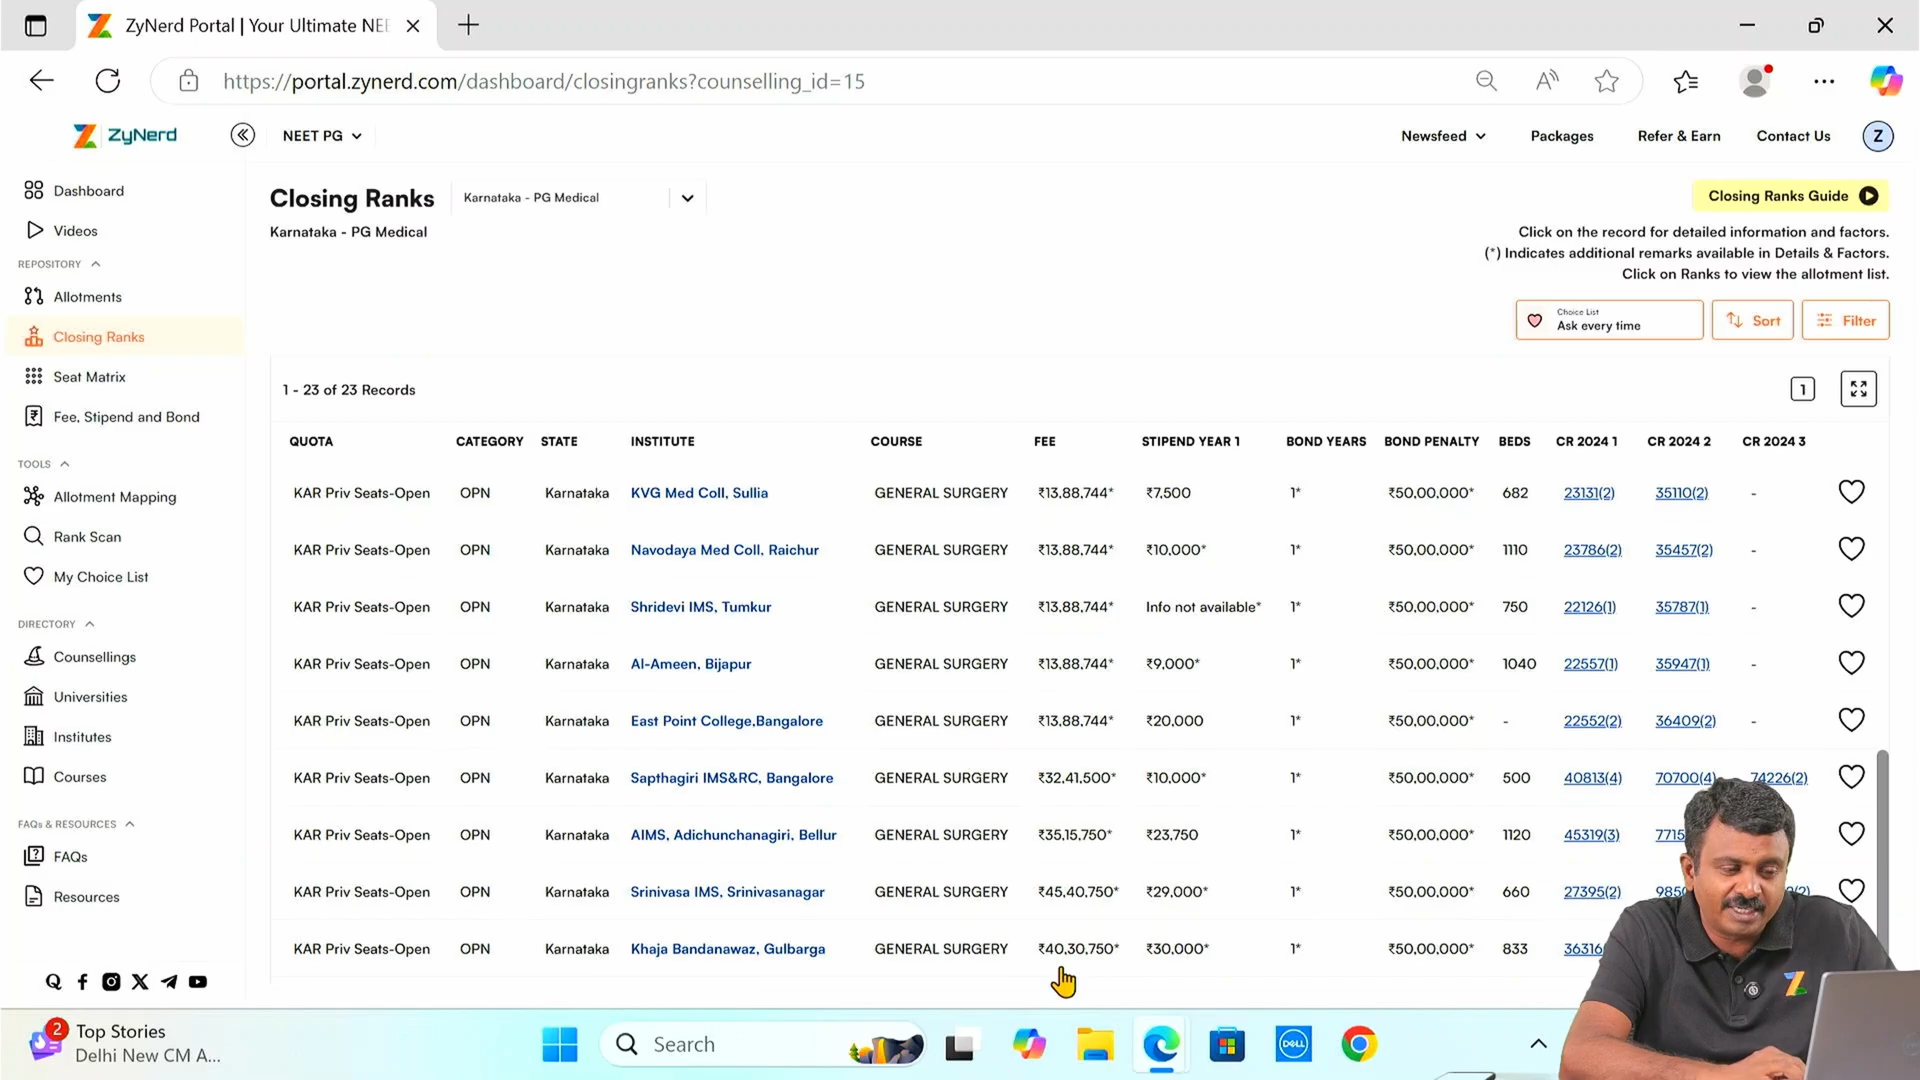 ZyNerd Portal | Your Ultimate NEE
https://portal.zynerd.com/dashboard/closingranks?counselling_id=15
ZyNerd
NEET PG
Newsfeed
Packages
Refer & Earn
Contact Us
Z
Dashboard
Videos
REPOSITORY
Allotments
Closing Ranks
Seat Matrix
Fee, Stipend and Bond
TOOLS
Allotment Mapping
Rank Scan
My Choice List
DIRECTORY
Counsellings
Universities
Institutes
Courses
FAQs & RESOURCES
FAQs
Resources
Closing Ranks
Karnataka - PG Medical
Karnataka - PG Medical
Closing Ranks Guide
Click on the record for detailed information and factors.
(*) Indicates additional remarks available in Details & Factors.
Click on Ranks to view the allotment list.
Choice List
Ask every time
Sort
Filter
1 - 23 of 23 Records
1
QUOTA CATEGORY STATE INSTITUTE COURSE FEE STIPEND YEAR 1 BOND YEARS BOND PENALTY BEDS CR 2024 1 CR 2024 2 CR 2024 3
KAR Priv Seats-Open OPN Karnataka KVG Med Coll, Sullia GENERAL SURGERY ₹13,88,744* ₹7,500 1* ₹50,00,000* 682 23131(2) 35110(2) -
KAR Priv Seats-Open OPN Karnataka Navodaya Med Coll, Raichur GENERAL SURGERY ₹13,88,744* ₹10,000* 1* ₹50,00,000* 1110 23786(2) 35457(2) -
KAR Priv Seats-Open OPN Karnataka Shridevi IMS, Tumkur GENERAL SURGERY ₹13,88,744* Info not available* 1* ₹50,00,000* 750 22126(1) 35787(1) -
KAR Priv Seats-Open OPN Karnataka Al-Ameen, Bijapur GENERAL SURGERY ₹13,88,744* ₹9,000* 1* ₹50,00,000* 1040 22557(1) 35947(1) -
KAR Priv Seats-Open OPN Karnataka East Point College,Bangalore GENERAL SURGERY ₹13,88,744* ₹20,000 1* ₹50,00,000* - 22552(2) 36409(2) -
KAR Priv Seats-Open OPN Karnataka Sapthagiri IMS&RC, Bangalore GENERAL SURGERY ₹32,41,500* ₹10,000* 1* ₹50,00,000* 500 40813(4) 70700(4) 74226(2)
KAR Priv Seats-Open OPN Karnataka AIMS, Adichunchanagiri, Bellur GENERAL SURGERY ₹35,15,750* ₹23,750 1* ₹50,00,000* 1120 45319(3)
KAR Priv Seats-Open OPN Karnataka Srinivasa IMS, Srinivasanagar GENERAL SURGERY ₹45,40,750* ₹29,000* 1* ₹50,00,000* 660 27395(2)
KAR Priv Seats-Open OPN Karnataka Khaja Bandanawaz, Gulbarga GENERAL SURGERY ₹40,30,750* ₹30,000* 1* ₹50,00,000* 833
2
Top Stories
Delhi New CM A...
Search
DELL